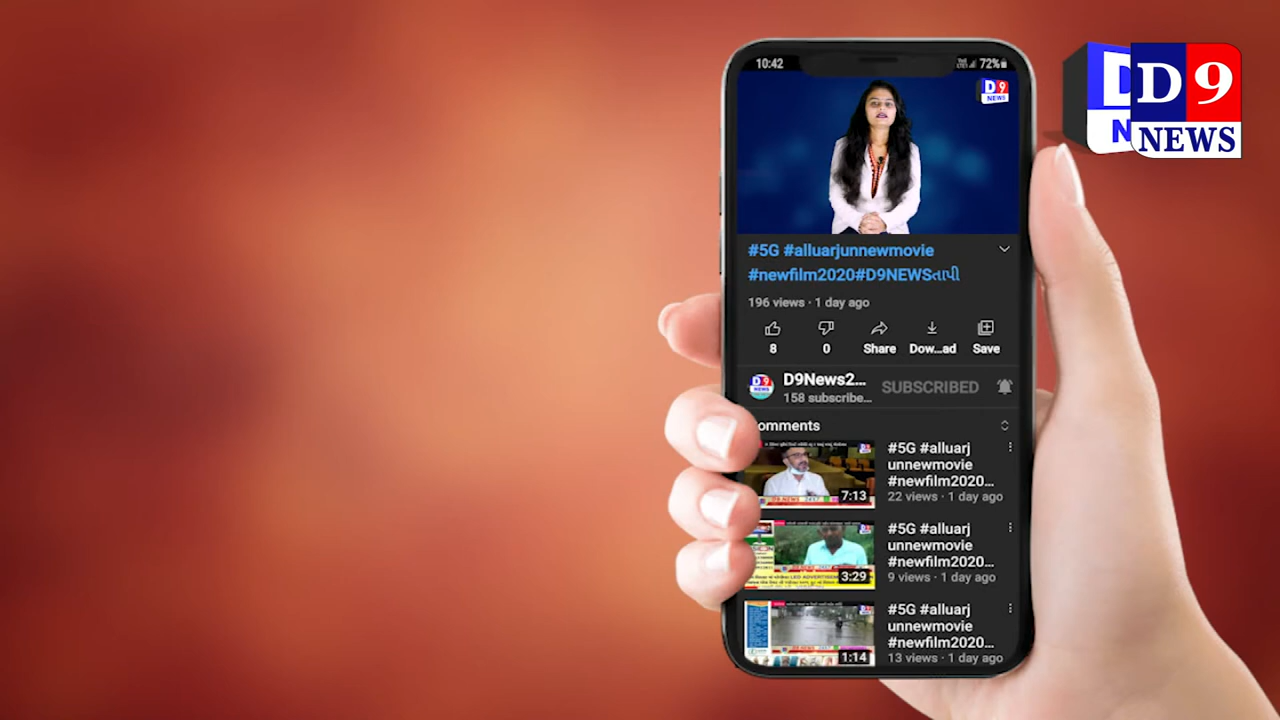 10:42
72%
D9
NEWS
D
N
D9
NEWS
#5G #alluarjunnewmovie
#newfilm2020#D9NEWSતાપી
196 views · 1 day ago
8
0
Share
Dow...ad
Save
D9News2...
158 subscribe...
SUBSCRIBED
omments
#5G #alluarj
unnewmovie
#newfilm2020...
22 views · 1 day ago
7:13
#5G #alluarj
unnewmovie
#newfilm2020...
9 views · 1 day ago
3:29
#5G #alluarj
unnewmovie
#newfilm2020...
13 views · 1 day ago
1:14